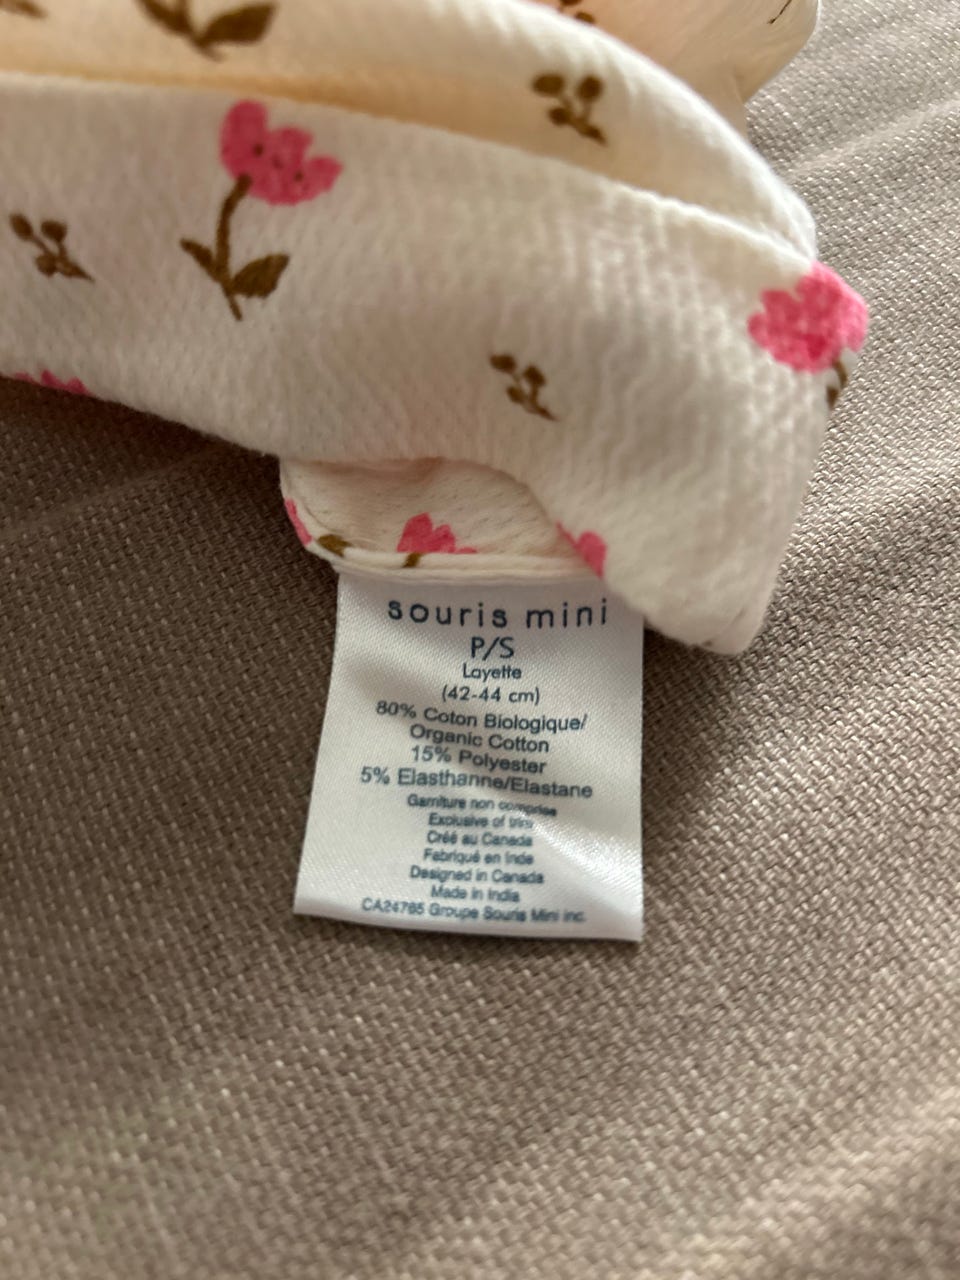 souris mini
P/S
Layette
(42-44 cm)
80% Coton Biologique/
Organic Cotton
15% Polyester
5% Elasthanne/Elastane
Garniture non comprise
Exclusive of trim
Créé au Canada
Fabriqué en Inde
Designed in Canada
Made in India
CA24765 Groupe Souris Mini inc.